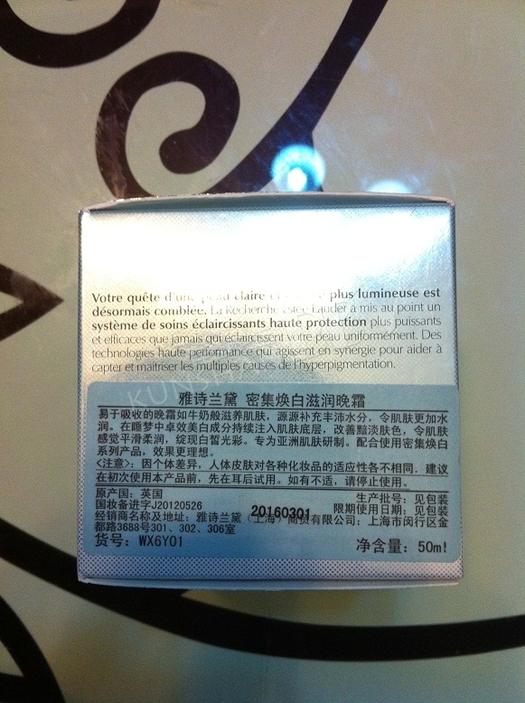 Votre quête d'une peau claire plus lumineuse est
désormais comblée. La Recherche Estée Lauder a mis au point un
système de soins éclaircissants haute protection plus puissants
et efficaces que jamais qui éclaircissent votre peau uniformément. Des
technologies haute performance qui agissent en synergie pour aider à
capter et maîtriser les multiples causes de l'hyperpigmentation.
雅诗兰黛 密集焕白滋润晚霜
易于吸收的晚霜如牛奶般滋养肌肤，源源补充丰沛水分，令肌肤更加水
润。在睡梦中卓效美白成分持续注入肌肤底层，改善黯淡肤色，令肌肤
感觉平滑柔润，绽现白皙光彩。专为亚洲肌肤研制。配合使用密集焕白
系列产品，效果更理想。
<注意>：因个体差异，人体皮肤对各种化妆品的适应性各不相同，建议
在初次使用本产品前，先在耳后试用。如有不适，请停止使用。
原产国：英国 生产批号：见包装
国妆备进字J20120526 20160301 限期使用日期：见包装
经销商名称及地址：雅诗兰黛（上海）商贸有限公司：上海市闵行区金
都路3688号301、302、306室
货号：WX6Y01 净含量：50ml